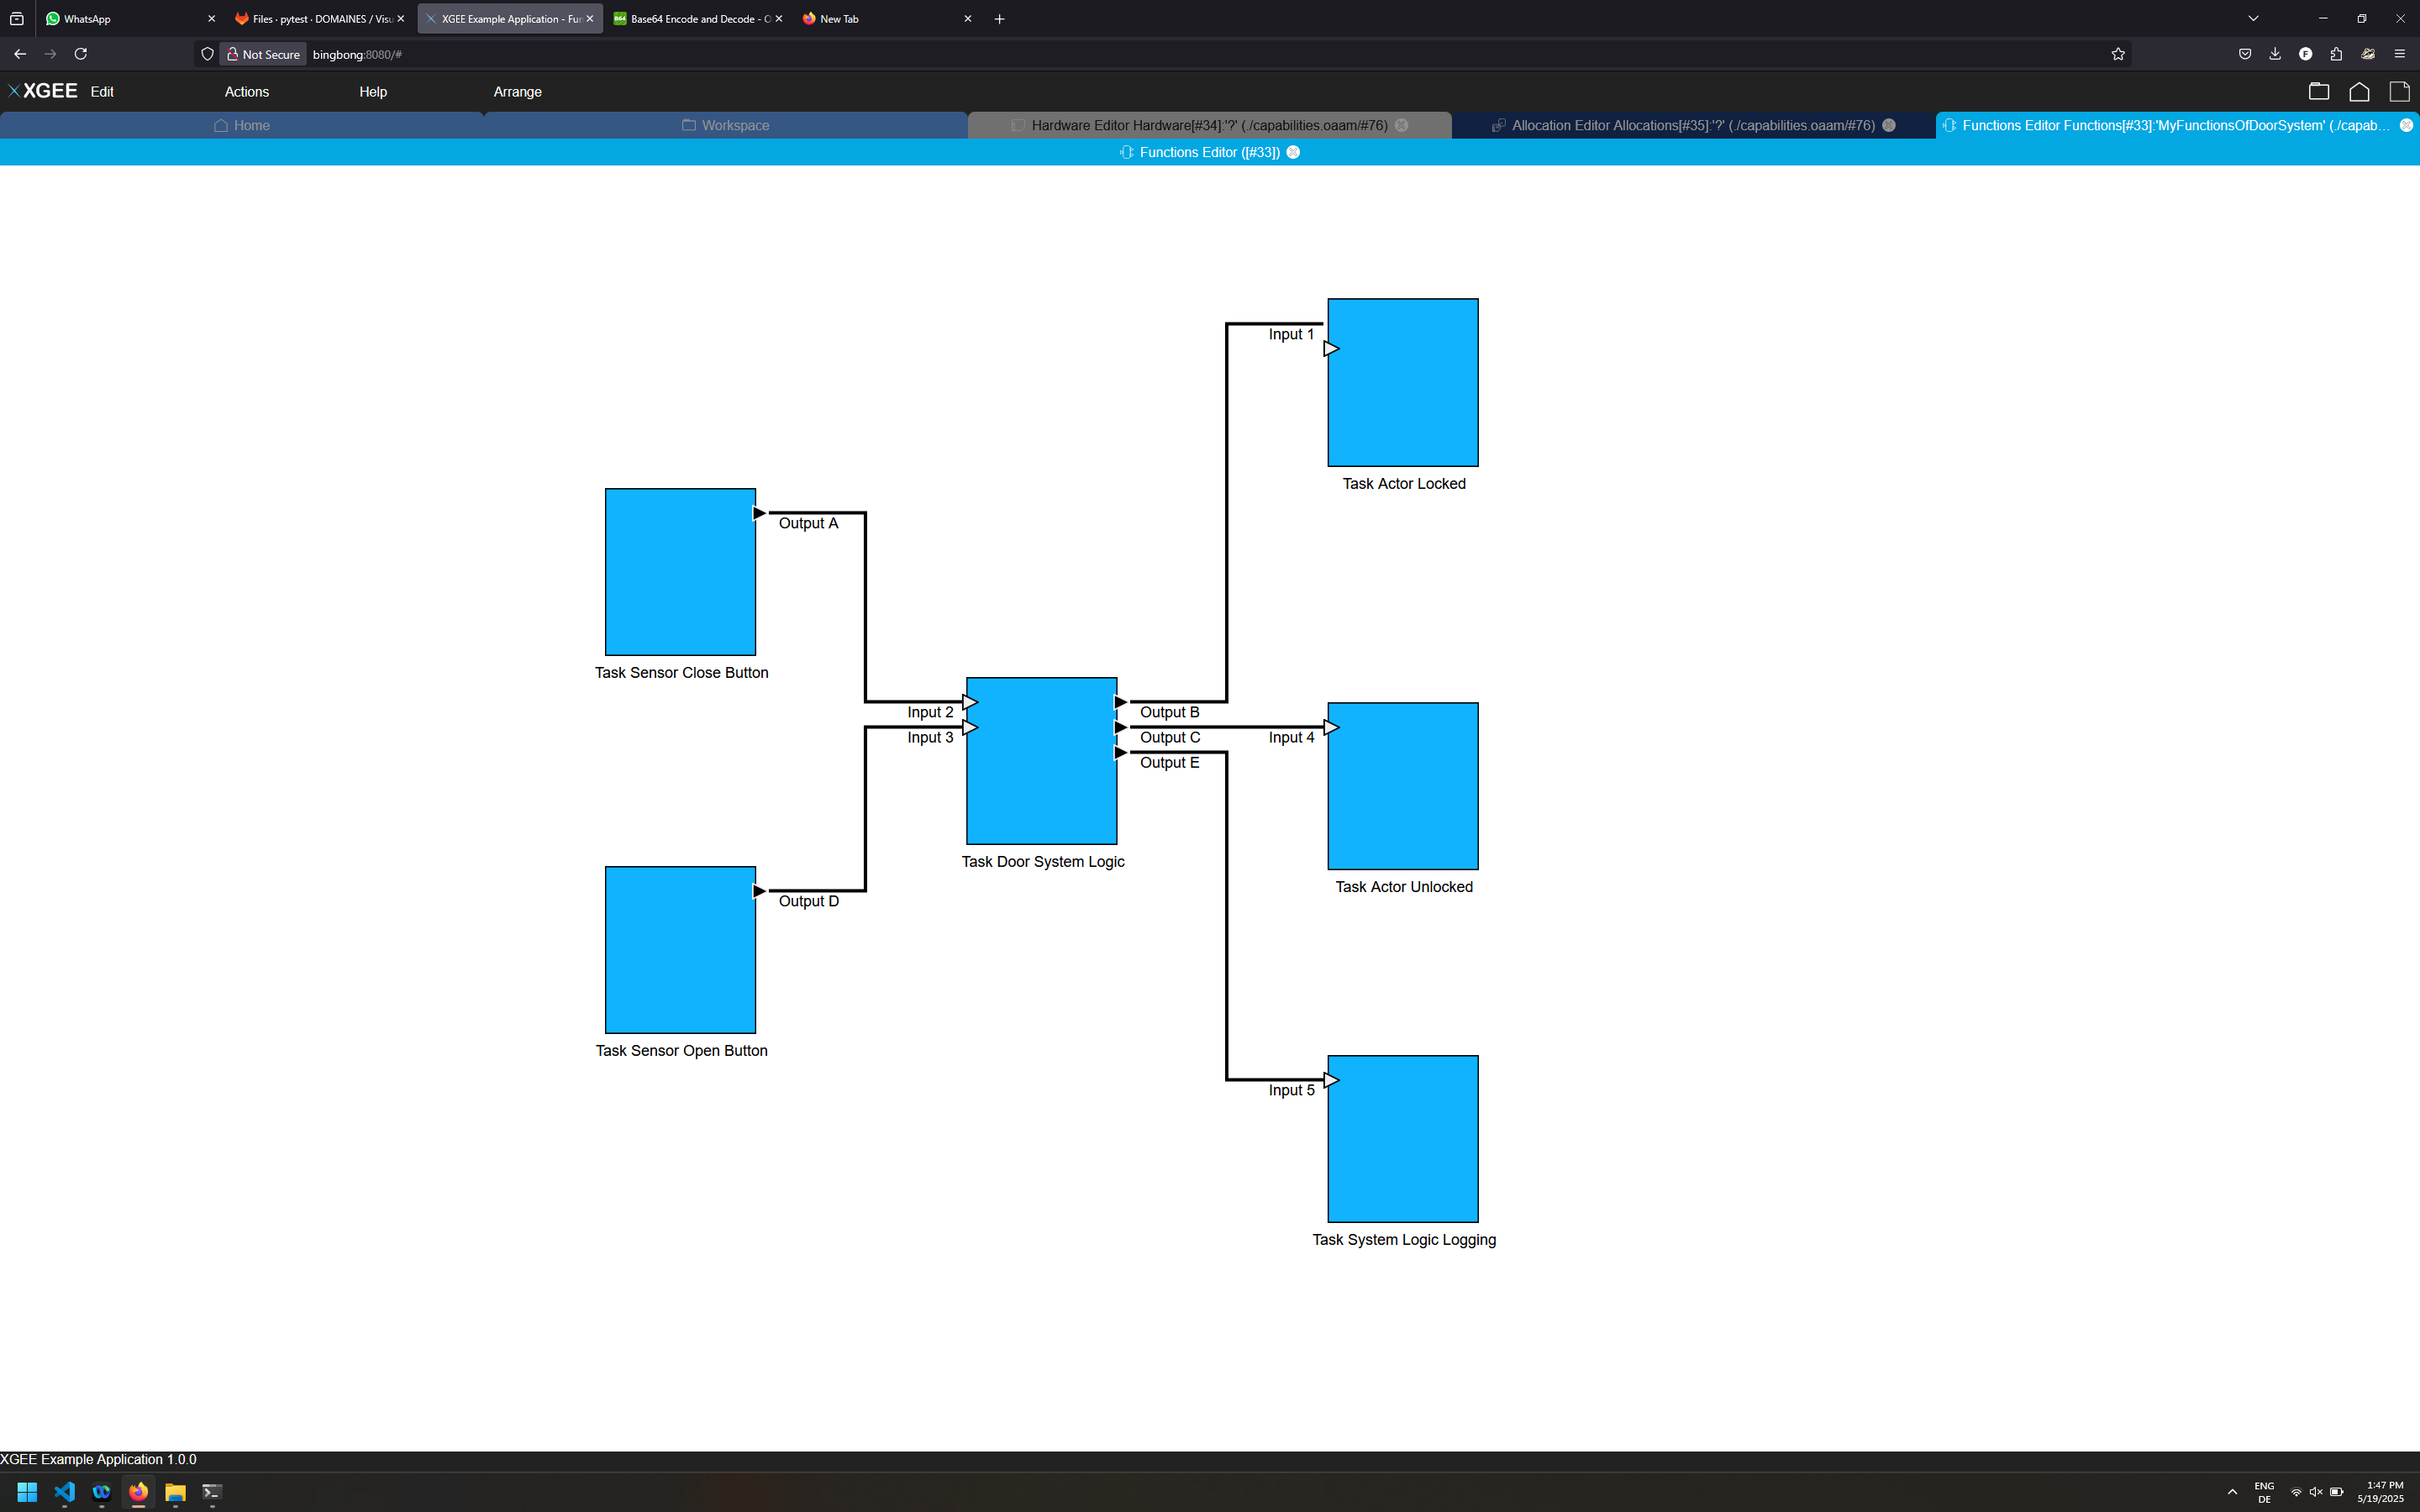 WhatsApp
Files · pytest · DOMAINES / Visu
XGEE Example Application - Fun
B64 Base64 Encode and Decode - O
New Tab
Not Secure bingbong:8080/#
XGEE Edit Actions Help Arrange
Home
Workspace
Hardware Editor Hardware[#34]:'?' (./capabilities.oaam/#76)
Allocation Editor Allocations[#35]:'?' (./capabilities.oaam/#76)
Functions Editor Functions[#33]:'MyFunctionsOfDoorSystem' (./capab...
Functions Editor ([#33])
Input 1
Task Actor Locked
Output A
Task Sensor Close Button
Input 2
Output B
Input 3
Output C
Input 4
Output E
Task Door System Logic
Task Actor Unlocked
Output D
Task Sensor Open Button
Input 5
Task System Logic Logging
XGEE Example Application 1.0.0
ENG
DE
1:47 PM
5/19/2025